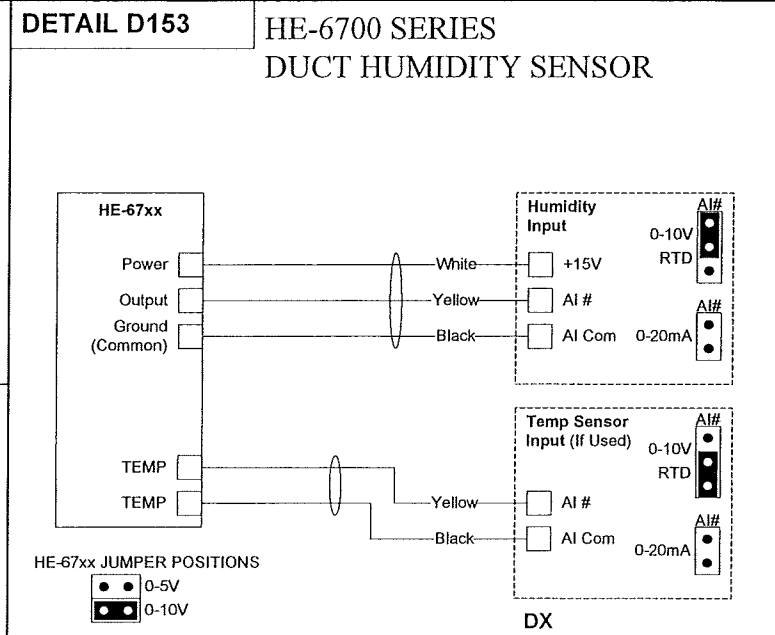 DETAIL D153
HE-6700 SERIES
DUCT HUMIDITY SENSOR
HE-67xx
Power
Output
Ground
(Common)
TEMP
TEMP
White
Yellow
Black
Yellow
Black
Humidity
Input
+15V
AI #
AI Com
AI#
0-10V
RTD
AI#
0-20mA
Temp Sensor
Input (If Used)
AI #
AI Com
AI#
0-10V
RTD
AI#
0-20mA
HE-67xx JUMPER POSITIONS
0-5V
0-10V
DX